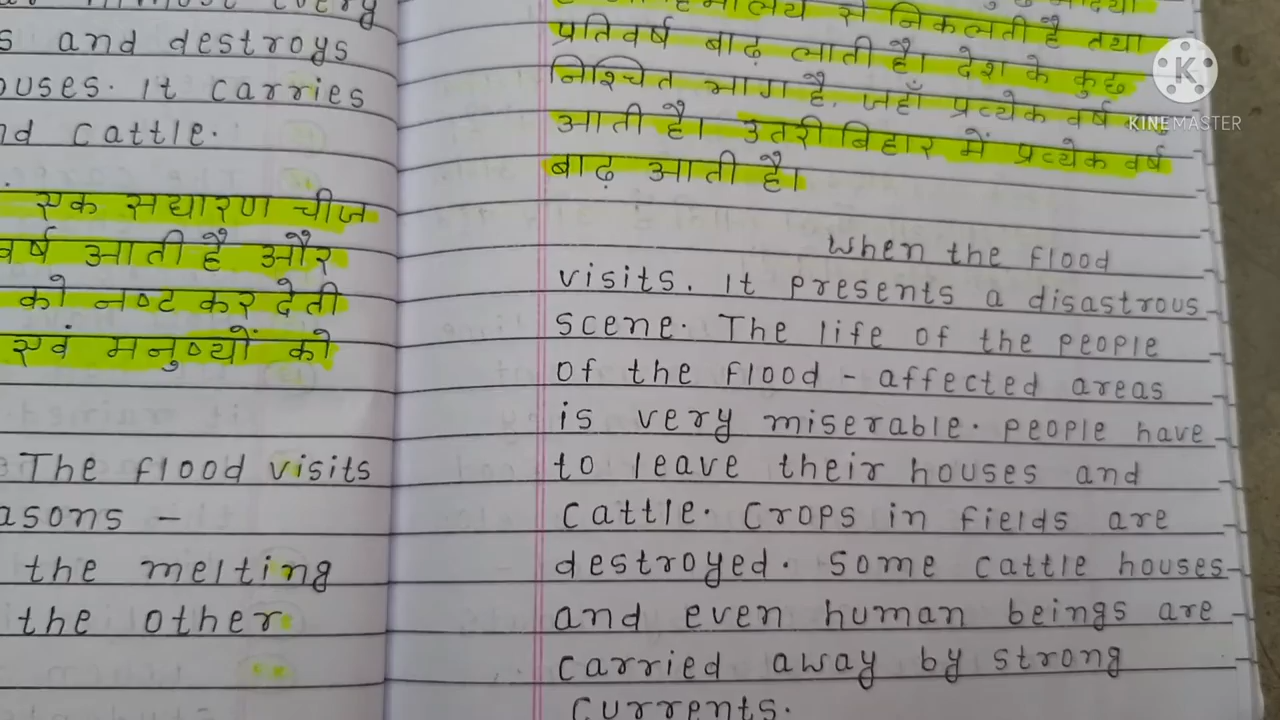 s and destroys
ouses. It carries
nd cattle.
एक सधारण चीज
वर्ष आती है और
को नष्ट कर देती
एवं मनुष्यों को
The flood visits
asons -
the melting
the other
से निकलती है तथा
प्रतिवर्ष बाढ़ लाती है। देश के कुछ
निश्चित भाग है. जहाँ प्रत्येक वर्ष
आती है। उतरी बिहार में प्रत्येक वर्ष
बाढ़ आती है।
When the flood
visits. It presents a disastrous
scene. The life of the people
of the flood - affected areas
is very miserable. people have
to leave their houses and
cattle. Crops in fields are
destroyed. Some cattle houses
and even human beings are
carried away by strong
currents.
K
KINEMASTER